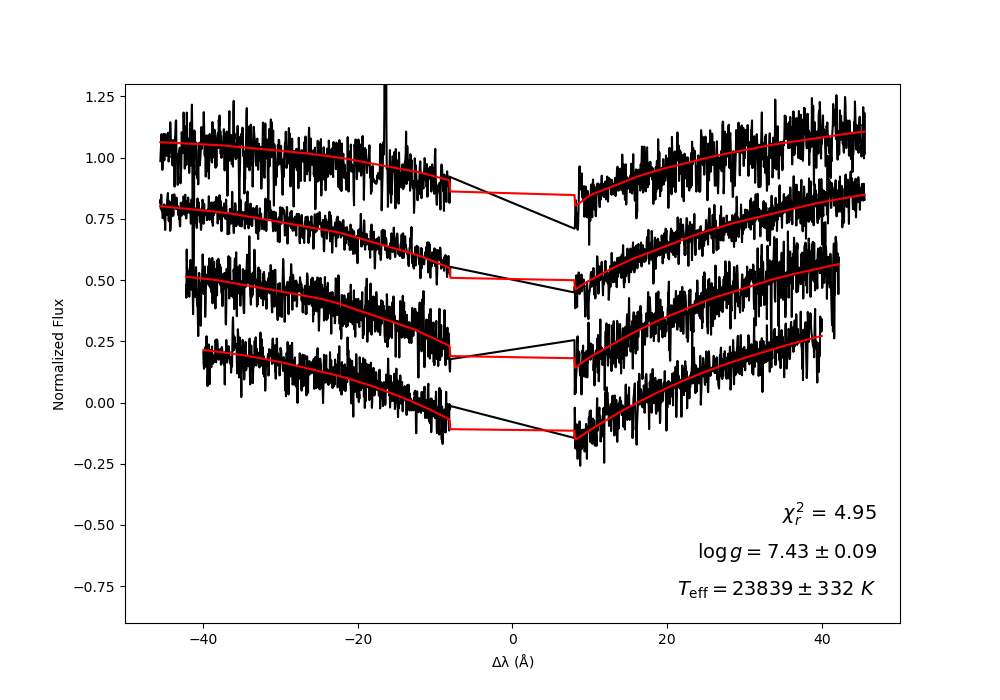 1.25
1.00
0.75
0.50
0.25
0.00
−0.25
−0.50
−0.75
Normalized Flux
χ²ᵣ = 4.95
log g = 7.43 ± 0.09
T_eff = 23839 ± 332 K
−40 −20 0 20 40
Δλ (Å)